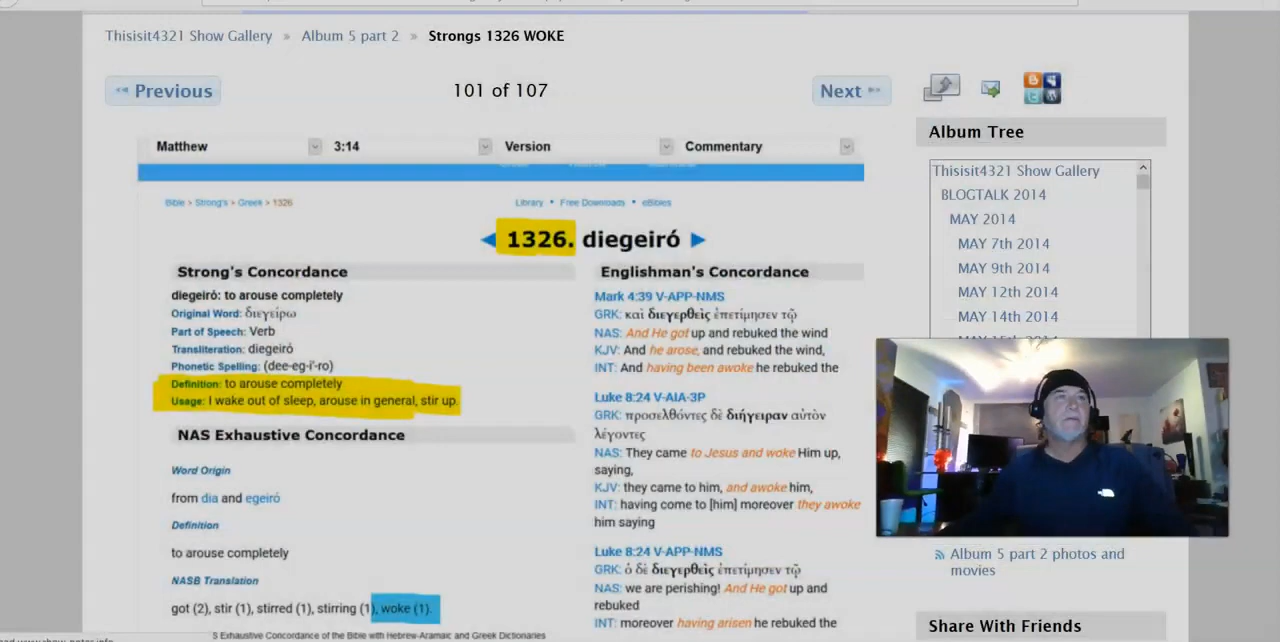 Thisisit4321 Show Gallery » Album 5 part 2 » Strongs 1326 WOKE
Previous
101 of 107
Next
Matthew 3:14 Version Commentary
Bible > Strong's > Greek > 1326
Library • Free Downloads • eBibles
1326. diegeiró
Strong's Concordance
diegeiró: to arouse completely
Original Word: διεγείρω
Part of Speech: Verb
Transliteration: diegeiró
Phonetic Spelling: (dee-eg-i'-ro)
Definition: to arouse completely
Usage: I wake out of sleep, arouse in general, stir up.
NAS Exhaustive Concordance
Word Origin
from dia and egeiró
Definition
to arouse completely
NASB Translation
got (2), stir (1), stirred (1), stirring (1), woke (1).
S Exhaustive Concordance of the Bible with Hebrew-Aramaic and Greek Dictionaries
Englishman's Concordance
Mark 4:39 V-APP-NMS
GRK: καὶ διεγερθεὶς ἐπετίμησεν τῷ
NAS: And He got up and rebuked the wind
KJV: And he arose, and rebuked the wind,
INT: And having been awoke he rebuked the
Luke 8:24 V-AIA-3P
GRK: προσελθόντες δὲ διήγειραν αὐτὸν
λέγοντες
NAS: They came to Jesus and woke Him up,
saying,
KJV: they came to him, and awoke him,
INT: having come to [him] moreover they awoke
him saying
Luke 8:24 V-APP-NMS
GRK: ὁ δὲ διεγερθεὶς ἐπετίμησεν τῷ
NAS: we are perishing! And He got up and
rebuked
INT: moreover having arisen he rebuked the
Album Tree
Thisisit4321 Show Gallery
BLOGTALK 2014
MAY 2014
MAY 7th 2014
MAY 9th 2014
MAY 12th 2014
MAY 14th 2014
Album 5 part 2 photos and
movies
Share With Friends